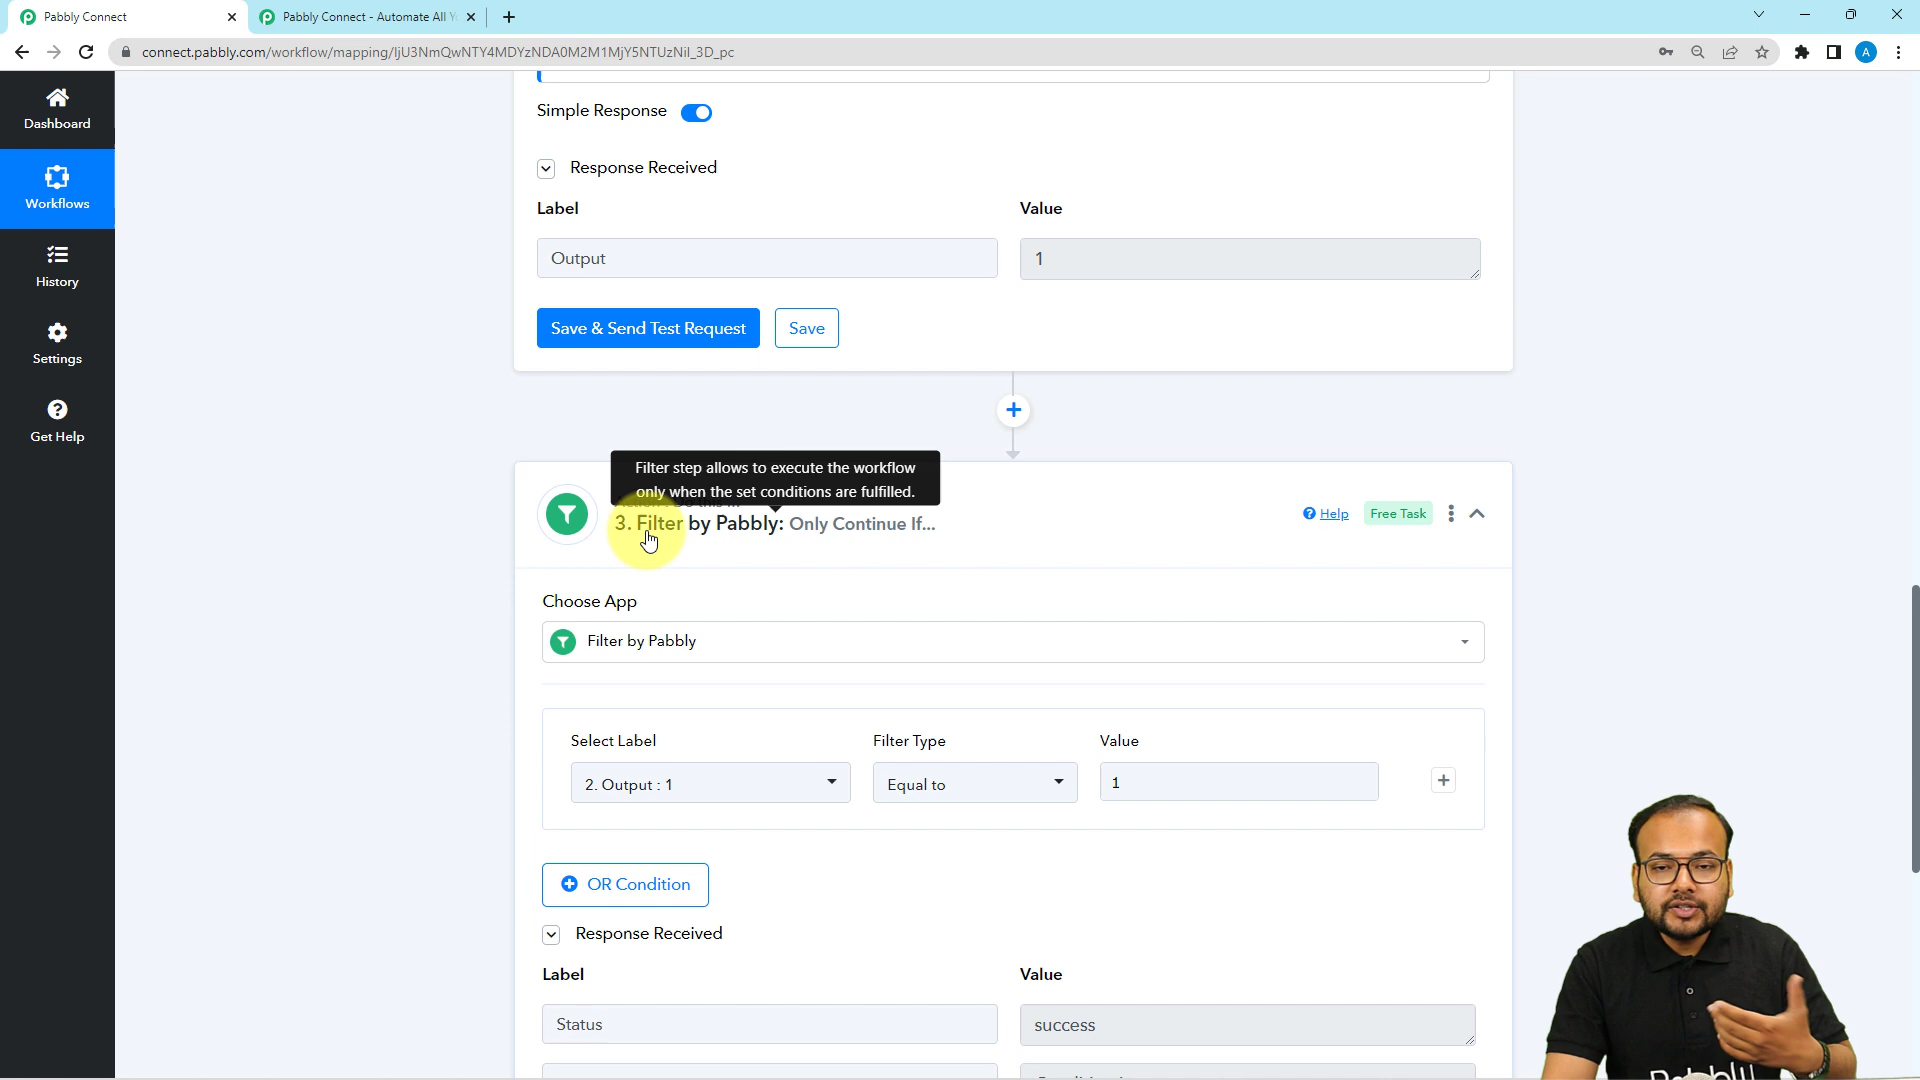 Pabbly Connect
Pabbly Connect - Automate All Y
connect.pabbly.com/workflow/mapping/IjU3NmQwNTY4MDYzNDA0M2M1MjY5NTUzNiI_3D_pc
A
Dashboard
Workflows
History
Settings
Get Help
Simple Response
Response Received
Label
Value
Output
1
Save & Send Test Request
Save
Filter step allows to execute the workflow
only when the set conditions are fulfilled.
3. Filter by Pabbly: Only Continue If...
Help
Free Task
Choose App
Filter by Pabbly
Select Label
Filter Type
Value
2. Output : 1
Equal to
1
OR Condition
Response Received
Label
Value
Status
success
Pabbly